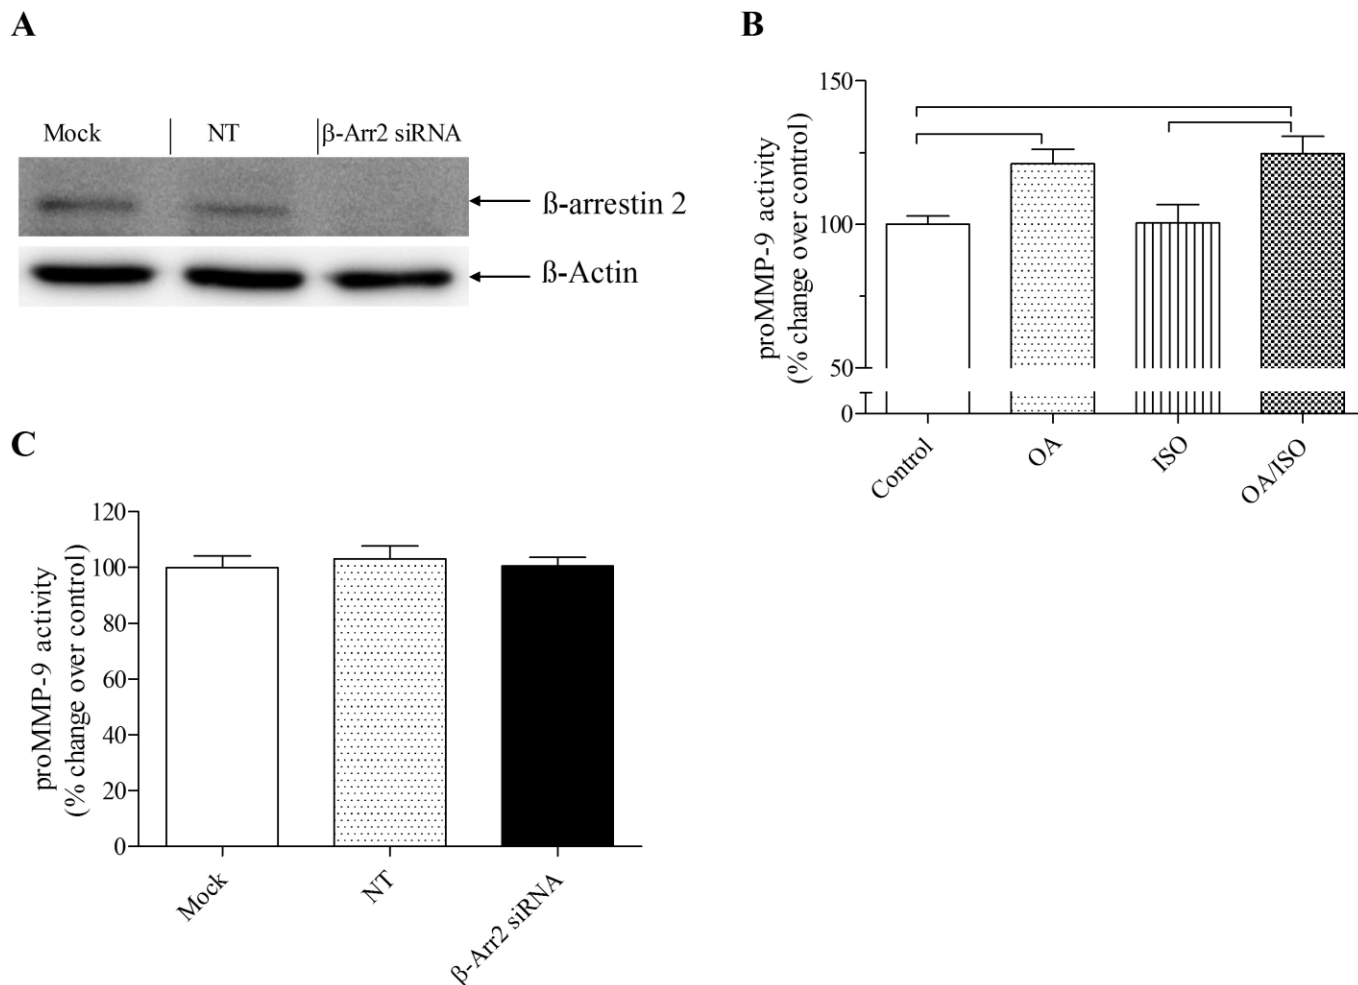 A
Mock NT β-Arr2 siRNA
ß-arrestin 2
ß-Actin
B
proMMP-9 activity
(% change over control)
150
100
50
0
Control OA ISO OA/ISO
C
proMMP-9 activity
(% change over control)
120
100
80
60
40
20
0
Mock NT β-Arr2 siRNA